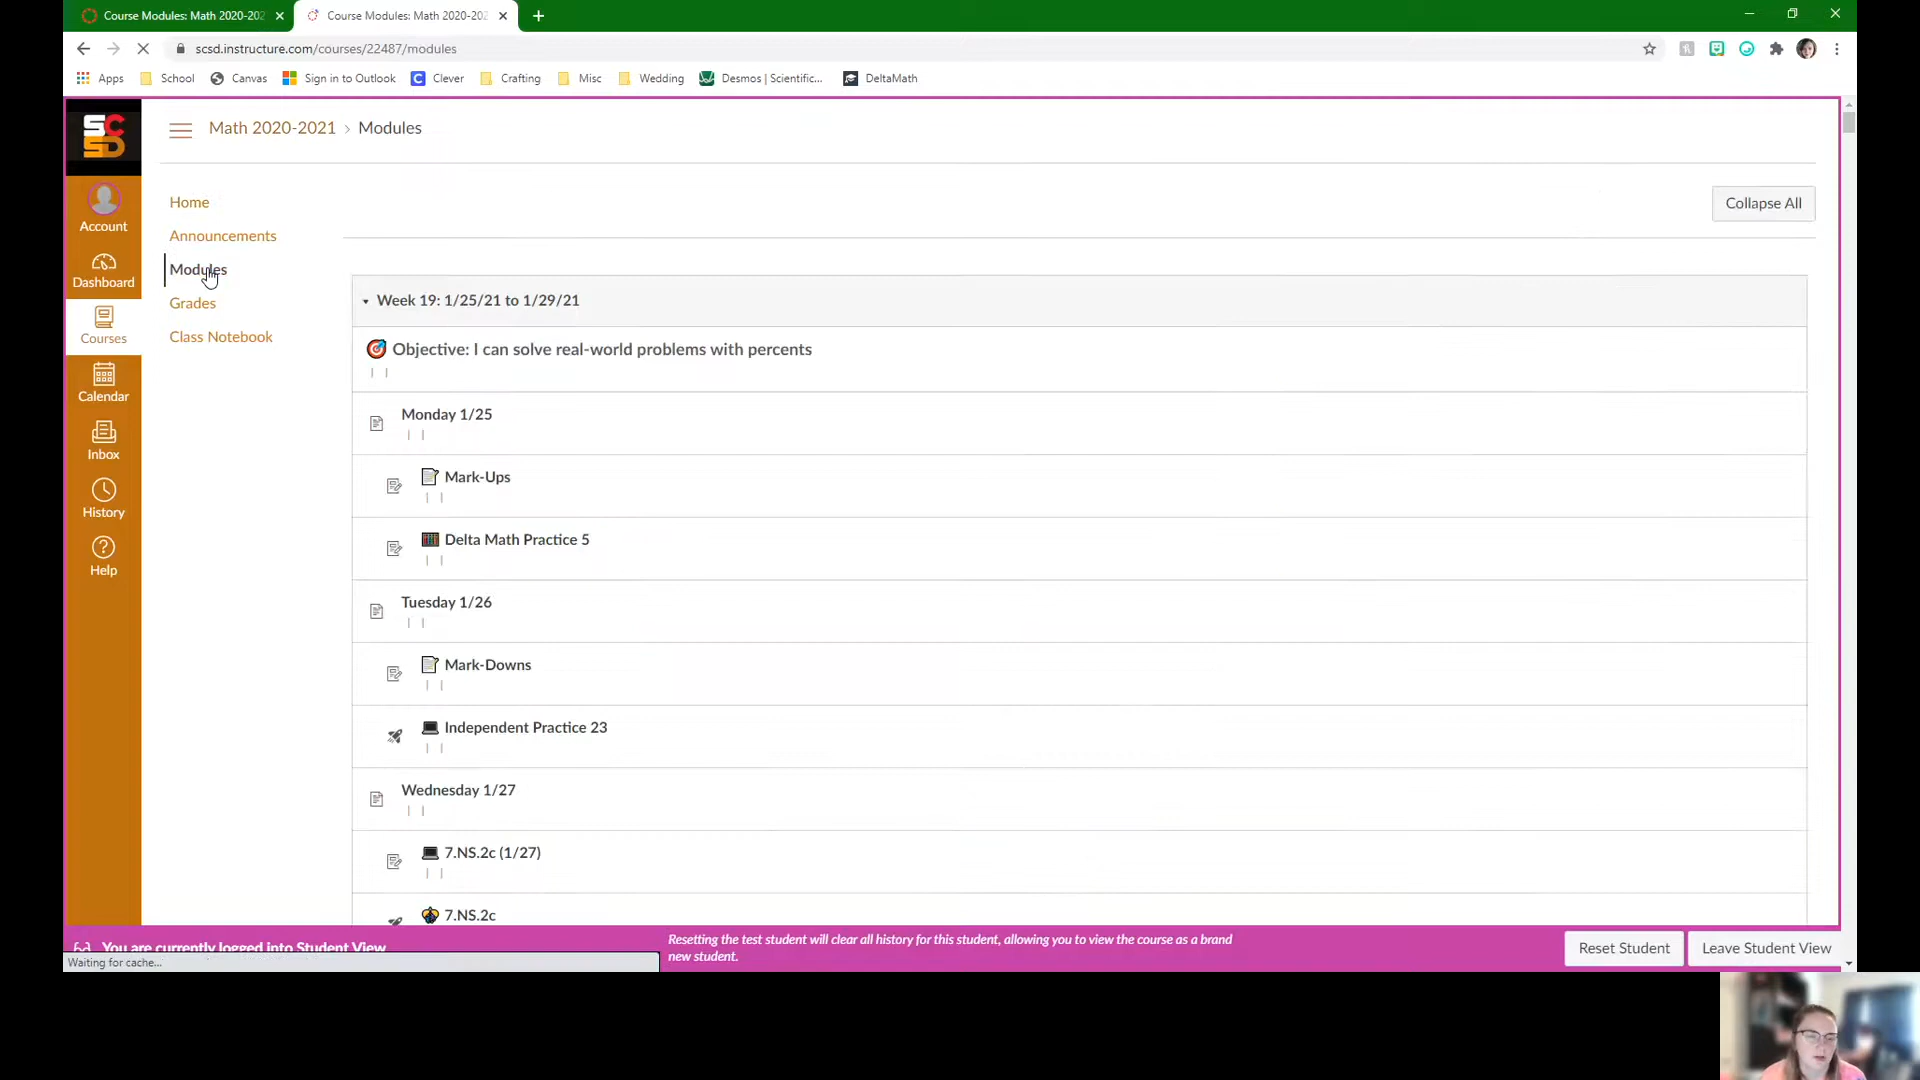 Course Modules: Math 2020-202
Course Modules: Math 2020-202
scsd.instructure.com/courses/22487/modules
Apps School Canvas Sign in to Outlook Clever Crafting Misc Wedding Desmos | Scientific... DeltaMath
SCSD
Math 2020-2021 › Modules
Account
Dashboard
Courses
Calendar
Inbox
History
Help
Home
Announcements
Modules
Grades
Class Notebook
Collapse All
Week 19: 1/25/21 to 1/29/21
Objective: I can solve real-world problems with percents
Monday 1/25
Mark-Ups
Delta Math Practice 5
Tuesday 1/26
Mark-Downs
Independent Practice 23
Wednesday 1/27
7.NS.2c (1/27)
7.NS.2c
You are currently logged into Student View
Resetting the test student will clear all history for this student, allowing you to view the course as a brand
new student.
Reset Student
Leave Student View
Waiting for cache...